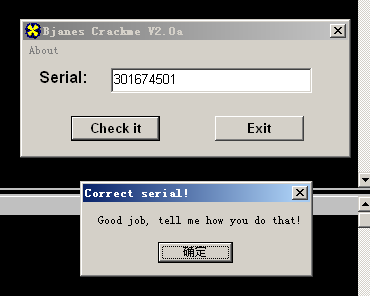 Bjanes Crackme V2.0a
About
Serial:
301674501
Check it
Exit
Correct serial!
Good job, tell me how you do that!
确定